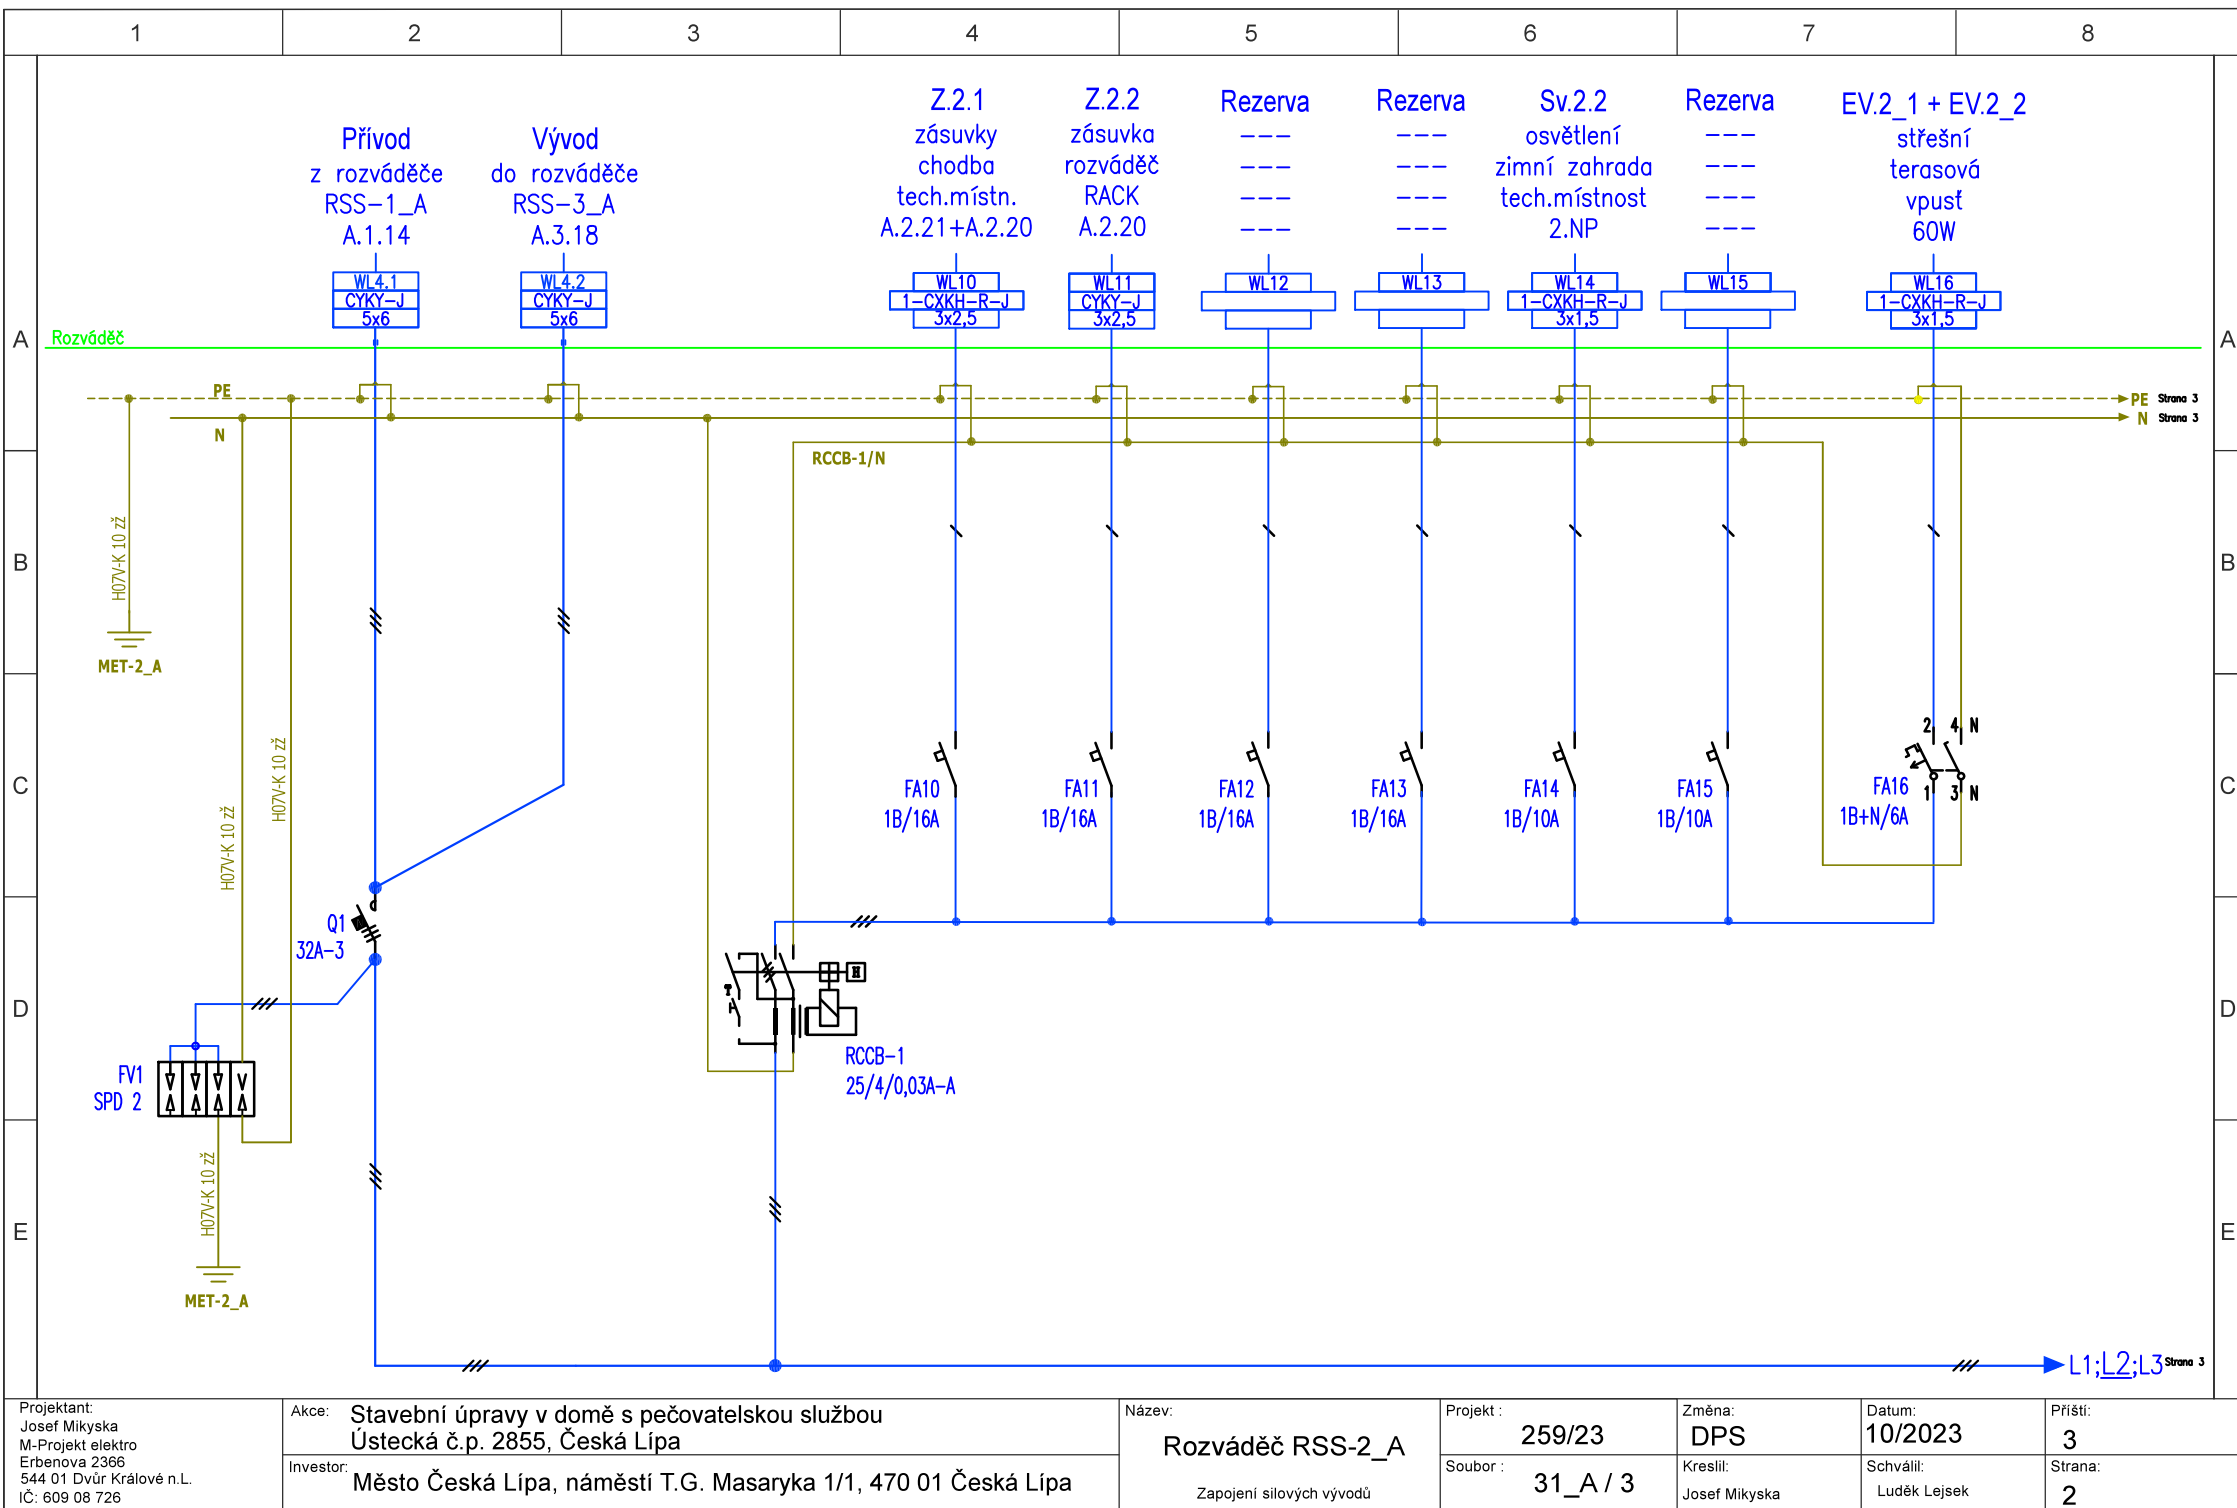 1 2 3 4 5 6 7 8
Přívod
z rozváděče
RSS-1_A
A.1.14
Vývod
do rozváděče
RSS-3_A
A.3.18
Z.2.1
zásuvky
chodba
tech.místn.
A.2.21+A.2.20
Z.2.2
zásuvka
rozváděč
RACK
A.2.20
Rezerva
---
---
---
---
Rezerva
---
---
---
---
Sv.2.2
osvětlení
zimní zahrada
tech.místnost
2.NP
Rezerva
---
---
---
---
EV.2_1 + EV.2_2
střešní
terasová
vpusť
60W
WL4.1
CYKY-J
5x6
WL4.2
CYKY-J
5x6
WL10
1-CXKH-R-J
3x2,5
WL11
CYKY-J
3x2,5
WL12
WL13
WL14
1-CXKH-R-J
3x1,5
WL15
WL16
1-CXKH-R-J
3x1,5
A
Rozváděč
A
PE
PE Strana 3
N
N Strana 3
RCCB-1/N
B
H07V-K 10 zž
B
MET-2_A
C
H07V-K 10 zž
H07V-K 10 zž
FA10
1B/16A
FA11
1B/16A
FA12
1B/16A
FA13
1B/16A
FA14
1B/10A
FA15
1B/10A
2 4 N
FA16
1B+N/6A
1 3 N
C
Q1
32A-3
D
H
D
RCCB-1
25/4/0,03A-A
FV1
SPD 2
E
H07V-K 10 zž
E
MET-2_A
L1;L2;L3 Strana 3
Projektant:
Josef Mikyska
M-Projekt elektro
Erbenova 2366
544 01 Dvůr Králové n.L.
IČ: 609 08 726
Akce: Stavební úpravy v domě s pečovatelskou službou
Ústecká č.p. 2855, Česká Lípa
Investor: Město Česká Lípa, náměstí T.G. Masaryka 1/1, 470 01 Česká Lípa
Název:
Rozváděč RSS-2_A
Zapojení silových vývodů
Projekt :
259/23
Soubor :
31_A / 3
Změna:
DPS
Kreslil:
Josef Mikyska
Datum:
10/2023
Schválil:
Luděk Lejsek
Příští:
3
Strana:
2